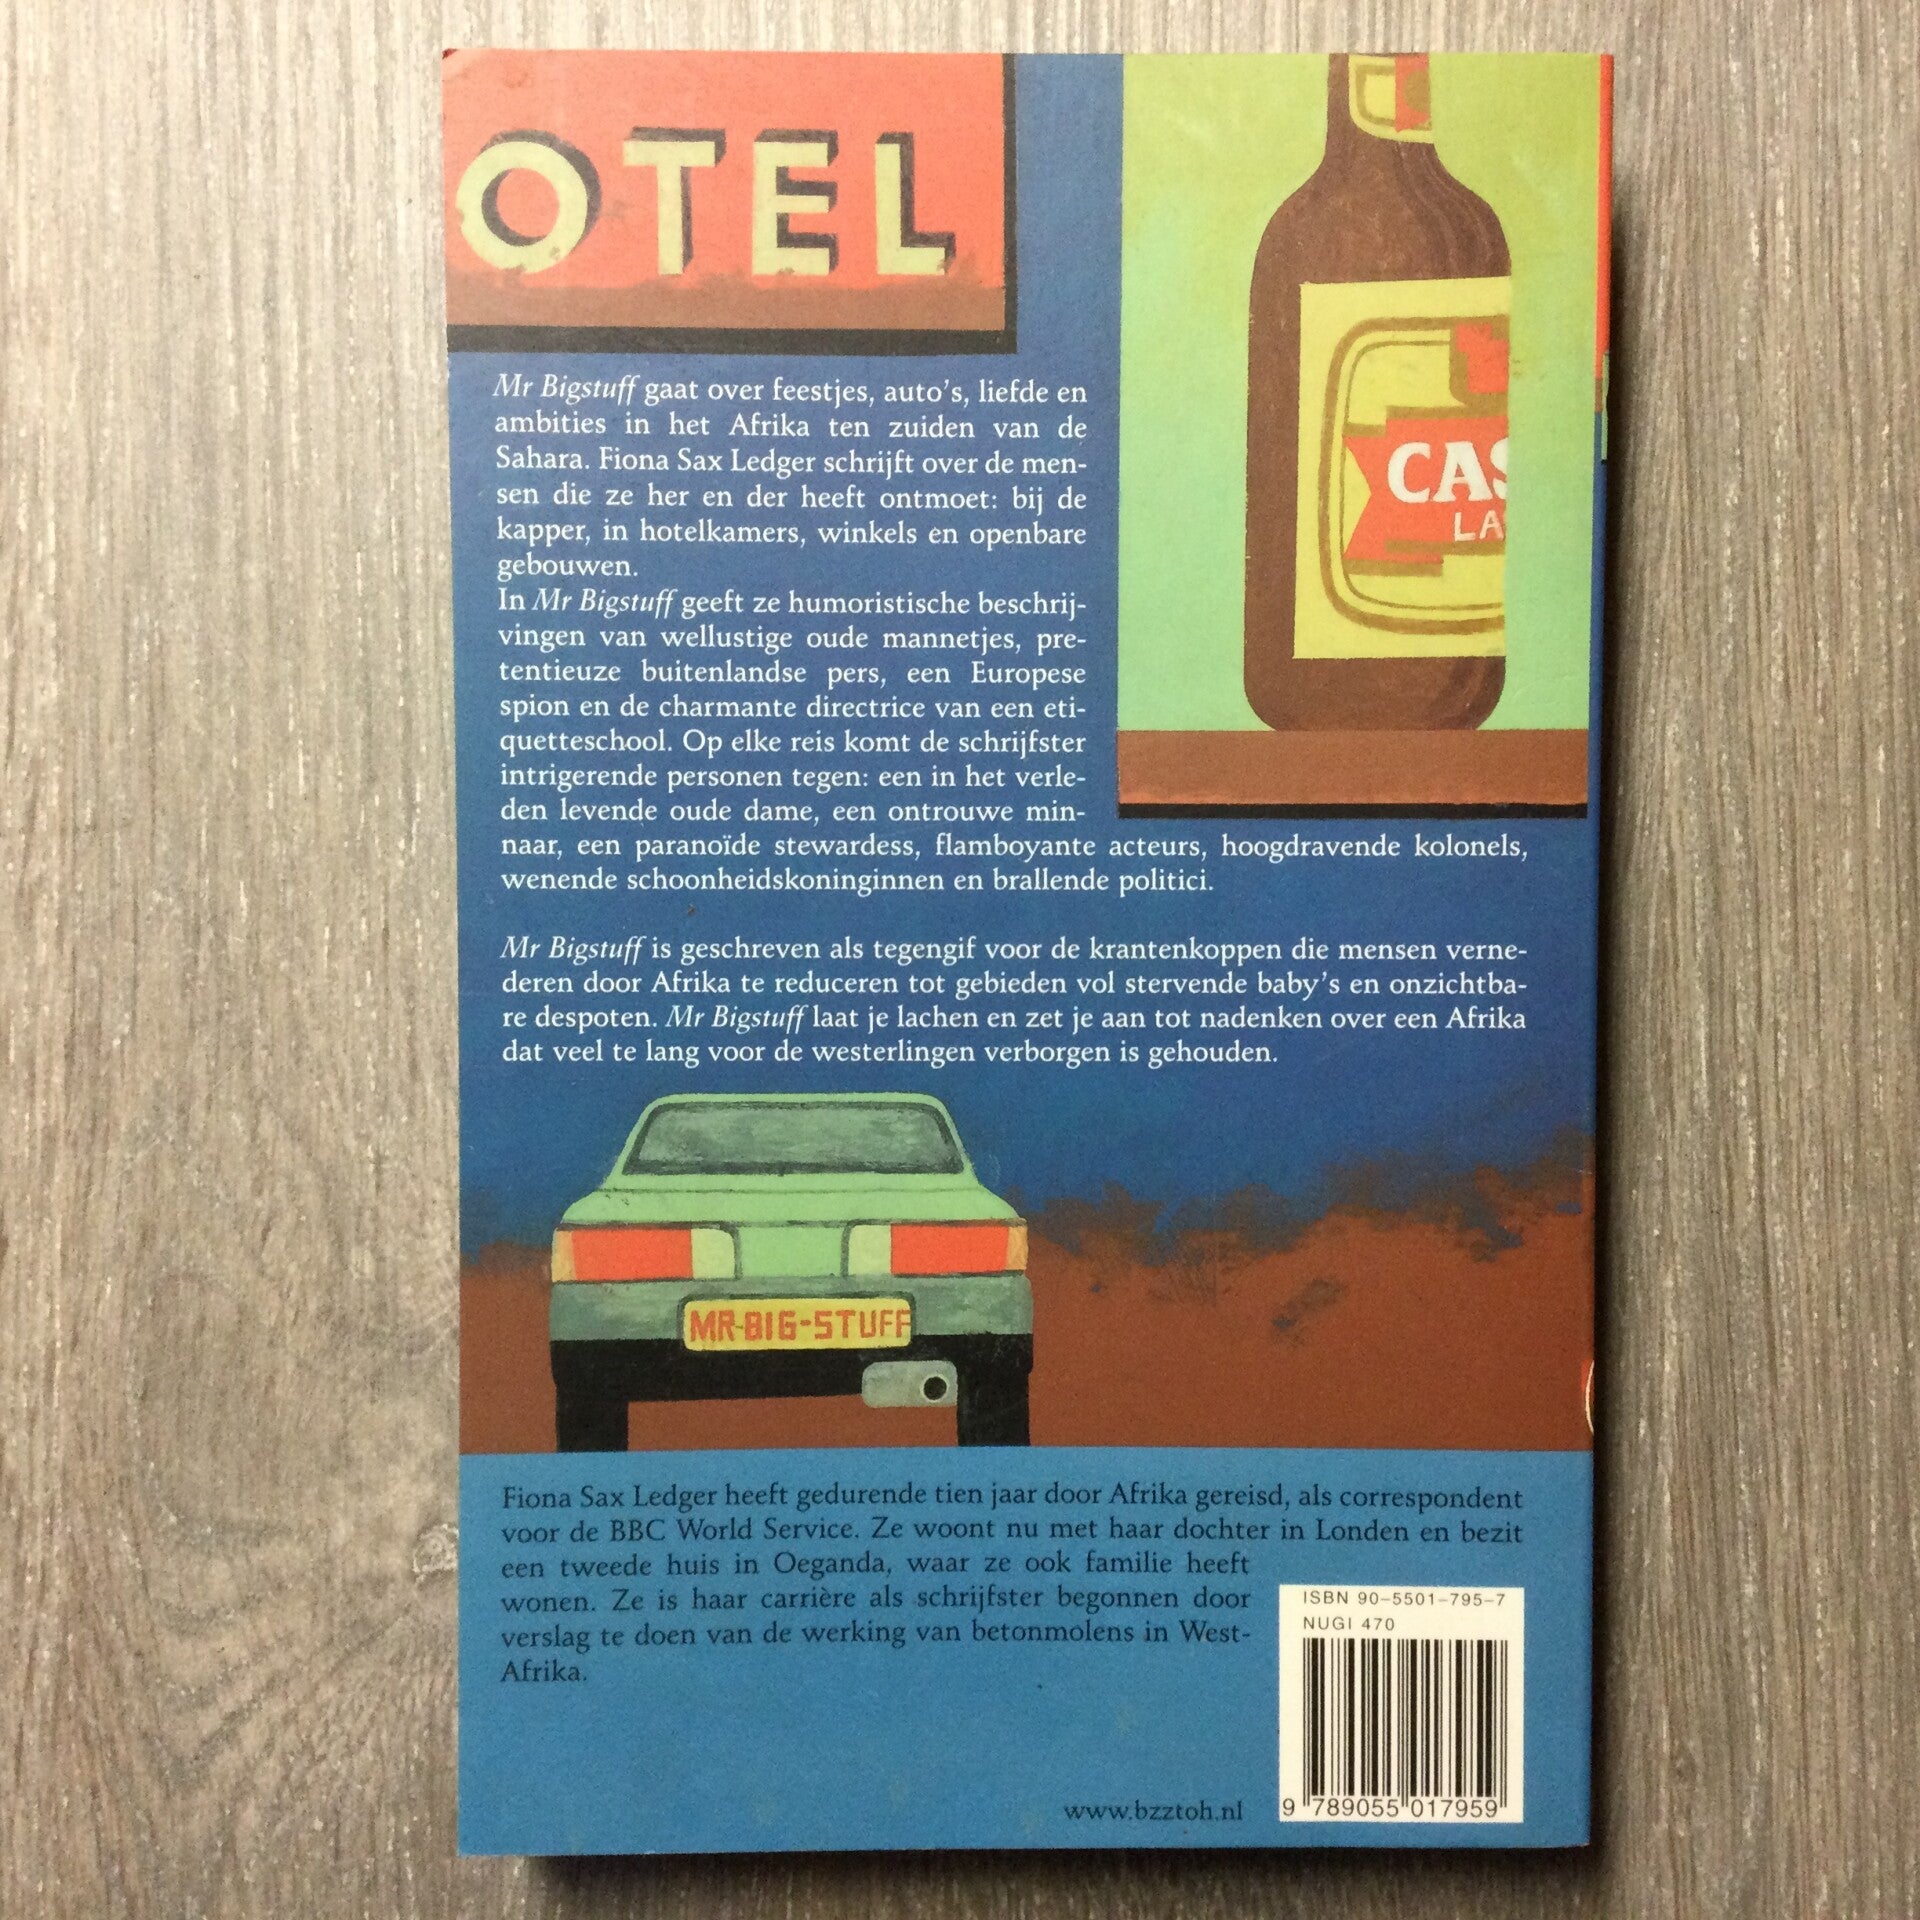 OTEL
CAS
LA
Mr Bigstuff gaat over feestjes, auto's, liefde en
ambities in het Afrika ten zuiden van de
Sahara. Fiona Sax Ledger schrijft over de men-
sen die ze her en der heeft ontmoet: bij de
kapper, in hotelkamers, winkels en openbare
gebouwen.
In Mr Bigstuff geeft ze humoristische beschrij-
vingen van wellustige oude mannetjes, pre-
tentieuze buitenlandse pers, een Europese
spion en de charmante directrice van een eti-
quetteschool. Op elke reis komt de schrijfster
intrigerende personen tegen: een in het verle-
den levende oude dame, een ontrouwe min-
naar, een paranoïde stewardess, flamboyante acteurs, hoogdravende kolonels,
wenende schoonheidskoninginnen en brallende politici.
Mr Bigstuff is geschreven als tegengif voor de krantenkoppen die mensen verne-
deren door Afrika te reduceren tot gebieden vol stervende baby's en onzichtba-
re despoten. Mr Bigstuff laat je lachen en zet je aan tot nadenken over een Afrika
dat veel te lang voor de westerlingen verborgen is gehouden.
MR-BIG-STUFF
Fiona Sax Ledger heeft gedurende tien jaar door Afrika gereisd, als correspondent
voor de BBC World Service. Ze woont nu met haar dochter in Londen en bezit
een tweede huis in Oeganda, waar ze ook familie heeft
wonen. Ze is haar carrière als schrijfster begonnen door
verslag te doen van de werking van betonmolens in West-
Afrika.
ISBN 90-5501-795-7
NUGI 470
9 789055 017959
www.bzztoh.nl